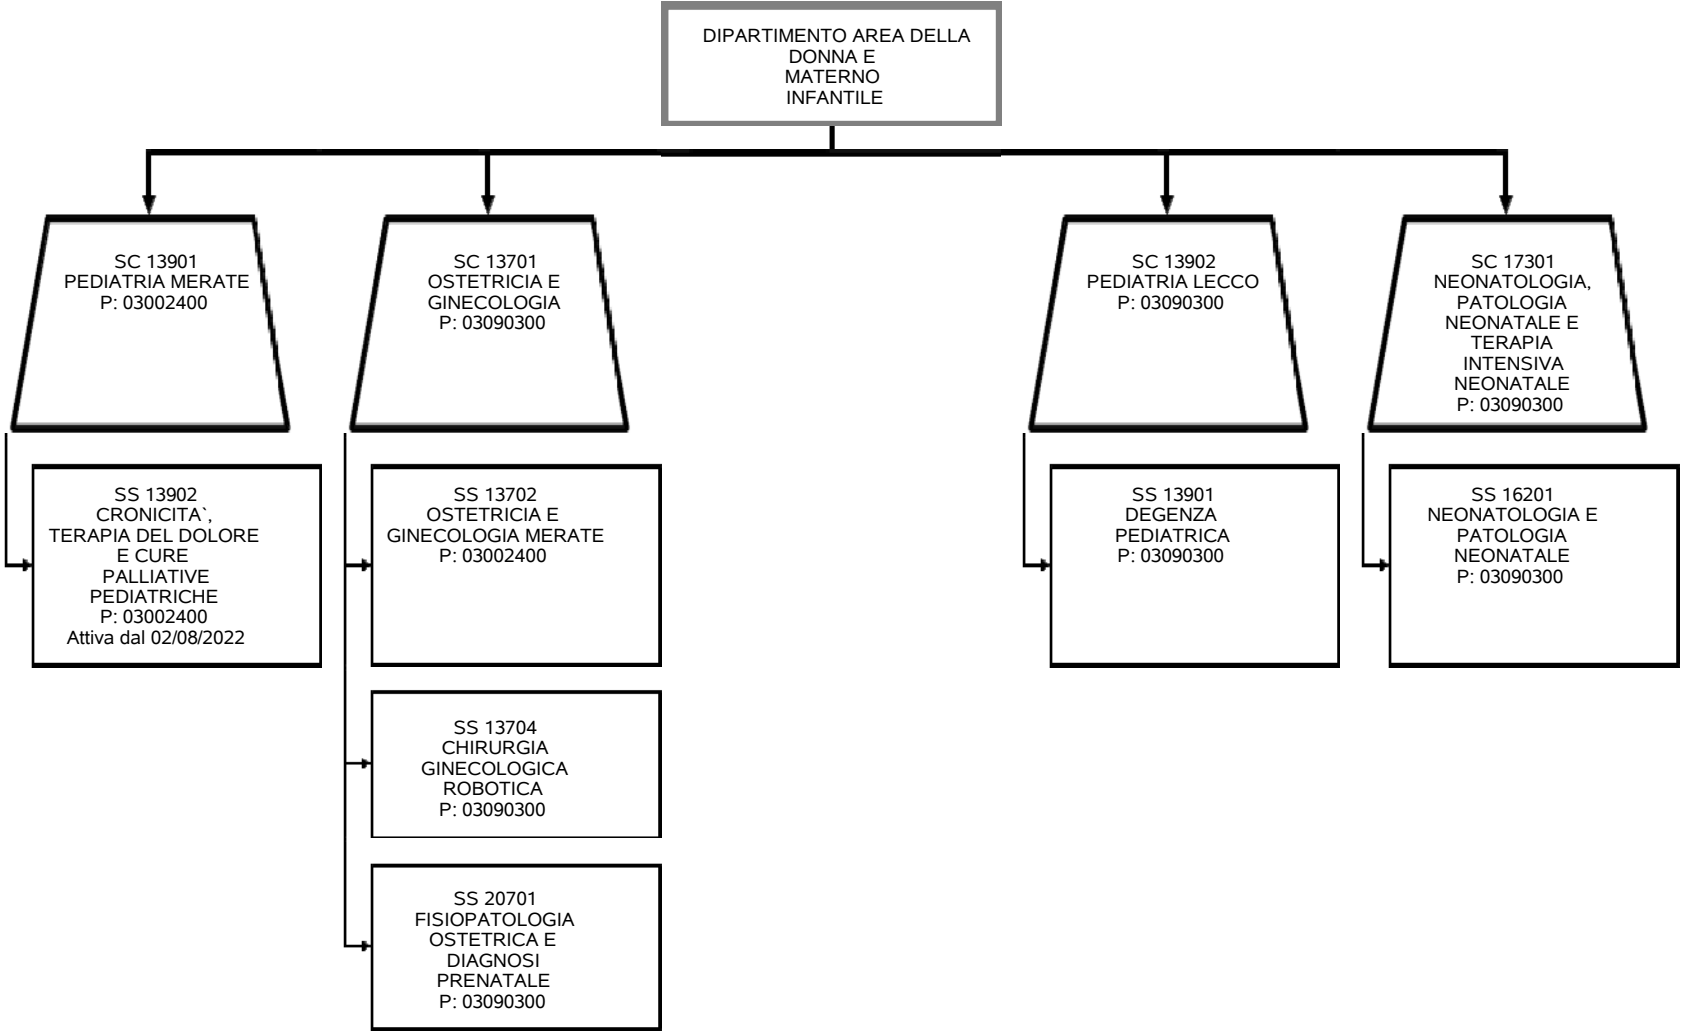 DIPARTIMENTO AREA DELLA
DONNA E
MATERNO
INFANTILE
SC 13901
PEDIATRIA MERATE
P: 03002400
SC 13701
OSTETRICIA E
GINECOLOGIA
P: 03090300
SC 13902
PEDIATRIA LECCO
P: 03090300
SC 17301
NEONATOLOGIA,
PATOLOGIA
NEONATALE E
TERAPIA
INTENSIVA
NEONATALE
P: 03090300
SS 13902
CRONICITA`,
TERAPIA DEL DOLORE
E CURE
PALLIATIVE
PEDIATRICHE
P: 03002400
Attiva dal 02/08/2022
SS 13702
OSTETRICIA E
GINECOLOGIA MERATE
P: 03002400
SS 13901
DEGENZA
PEDIATRICA
P: 03090300
SS 16201
NEONATOLOGIA E
PATOLOGIA
NEONATALE
P: 03090300
SS 13704
CHIRURGIA
GINECOLOGICA
ROBOTICA
P: 03090300
SS 20701
FISIOPATOLOGIA
OSTETRICA E
DIAGNOSI
PRENATALE
P: 03090300